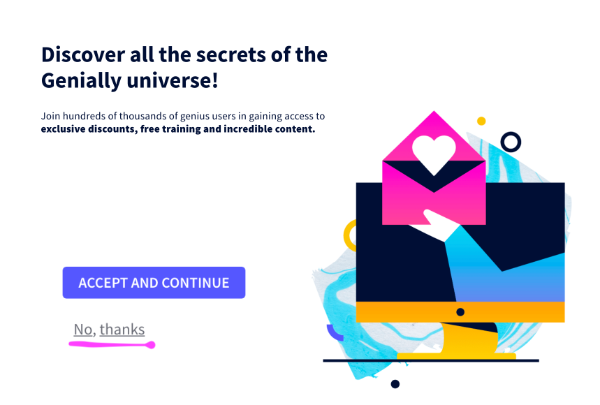 Discover all the secrets of the
Genially universe!
Join hundreds of thousands of genius users in gaining access to
exclusive discounts, free training and incredible content.
ACCEPT AND CONTINUE
No, thanks